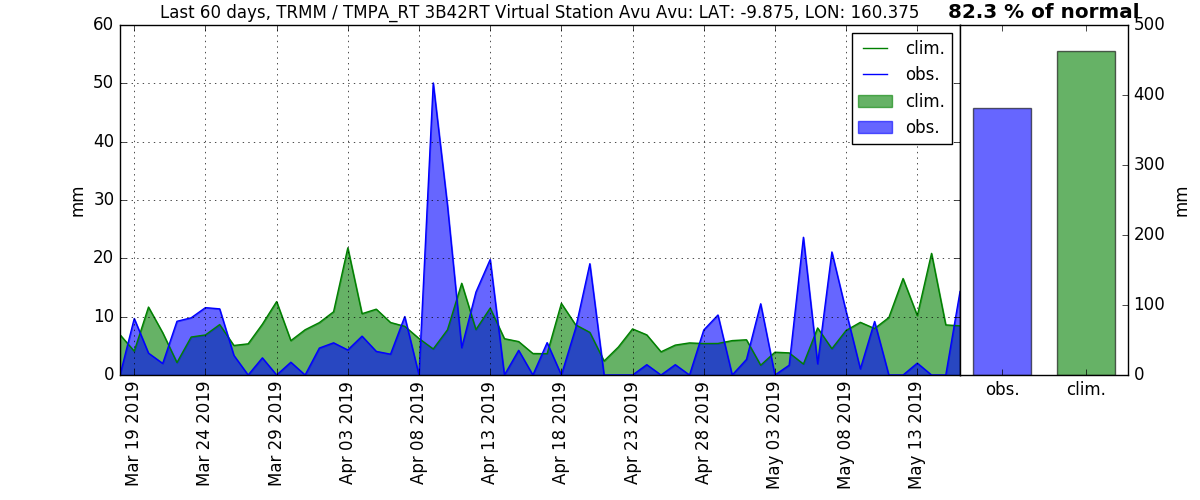 Last 60 days, TRMM / TMPA_RT 3B42RT Virtual Station Avu Avu: LAT: -9.875, LON: 160.375
82.3 % of normal
60
50
40
30
20
10
0
mm
clim.
obs.
clim.
obs.
Mar 19 2019
Mar 24 2019
Mar 29 2019
Apr 03 2019
Apr 08 2019
Apr 13 2019
Apr 18 2019
Apr 23 2019
Apr 28 2019
May 03 2019
May 08 2019
May 13 2019
500
400
300
200
100
0
mm
obs.
clim.